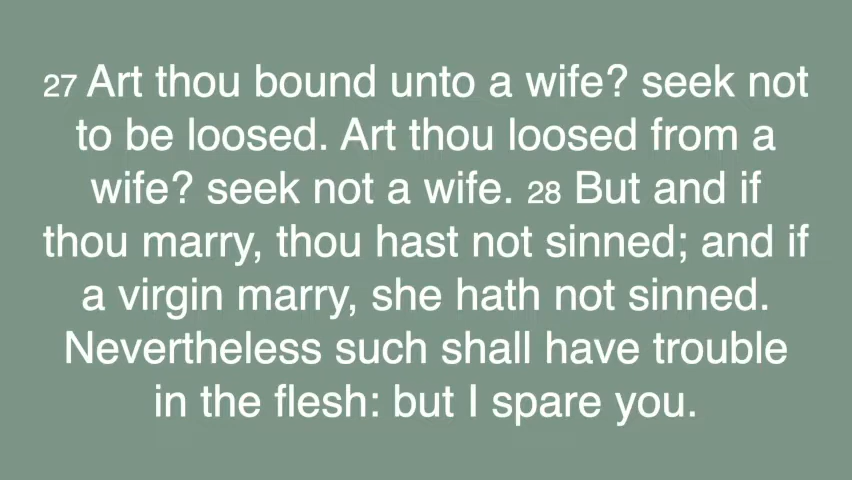 27 Art thou bound unto a wife? seek not
to be loosed. Art thou loosed from a
wife? seek not a wife. 28 But and if
thou marry, thou hast not sinned; and if
a virgin marry, she hath not sinned.
Nevertheless such shall have trouble
in the flesh: but I spare you.